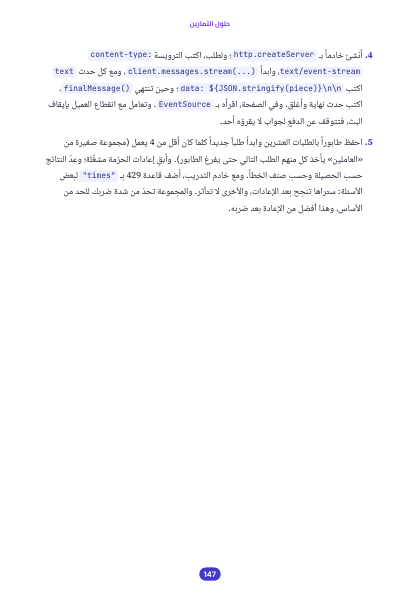 حلول التمارين
4. أنشئ خادماً بـ http.createServer؛ ولطلب، اكتب الترويسة content-type:
text/event-stream، وابدأ client.messages.stream(...)، ومع كل حدث text
اكتب data: ${JSON.stringify(piece)}\n\n؛ وحين تنتهي finalMessage()،
اكتب حدث نهاية وأغلق. وفي الصفحة، اقرأه بـ EventSource. وتعامل مع انقطاع العميل بإيقاف
البث، فتتوقف عن الدفع لجواب لا يقرؤه أحد.
5. احفظ طابوراً بالطلبات العشرين وابدأ طلباً جديداً كلما كان أقل من 4 يعمل (مجموعة صغيرة من
«العاملين» يأخذ كل منهم الطلب التالي حتى يفرغ الطابور). وأبقِ إعادات الحزمة مشغّلة؛ وعدّ النتائج
حسب الحصيلة وحسب صنف الخطأ. ومع خادم التدريب، أضف قاعدة 429 بـ "times" لبعض
الأسئلة: ستراها تنجح بعد الإعادات، والأخرى لا تتأثر. والمجموعة تحدّ من شدة ضربك للحد من
الأساس، وهذا أفضل من الإعادة بعد ضربه.
147